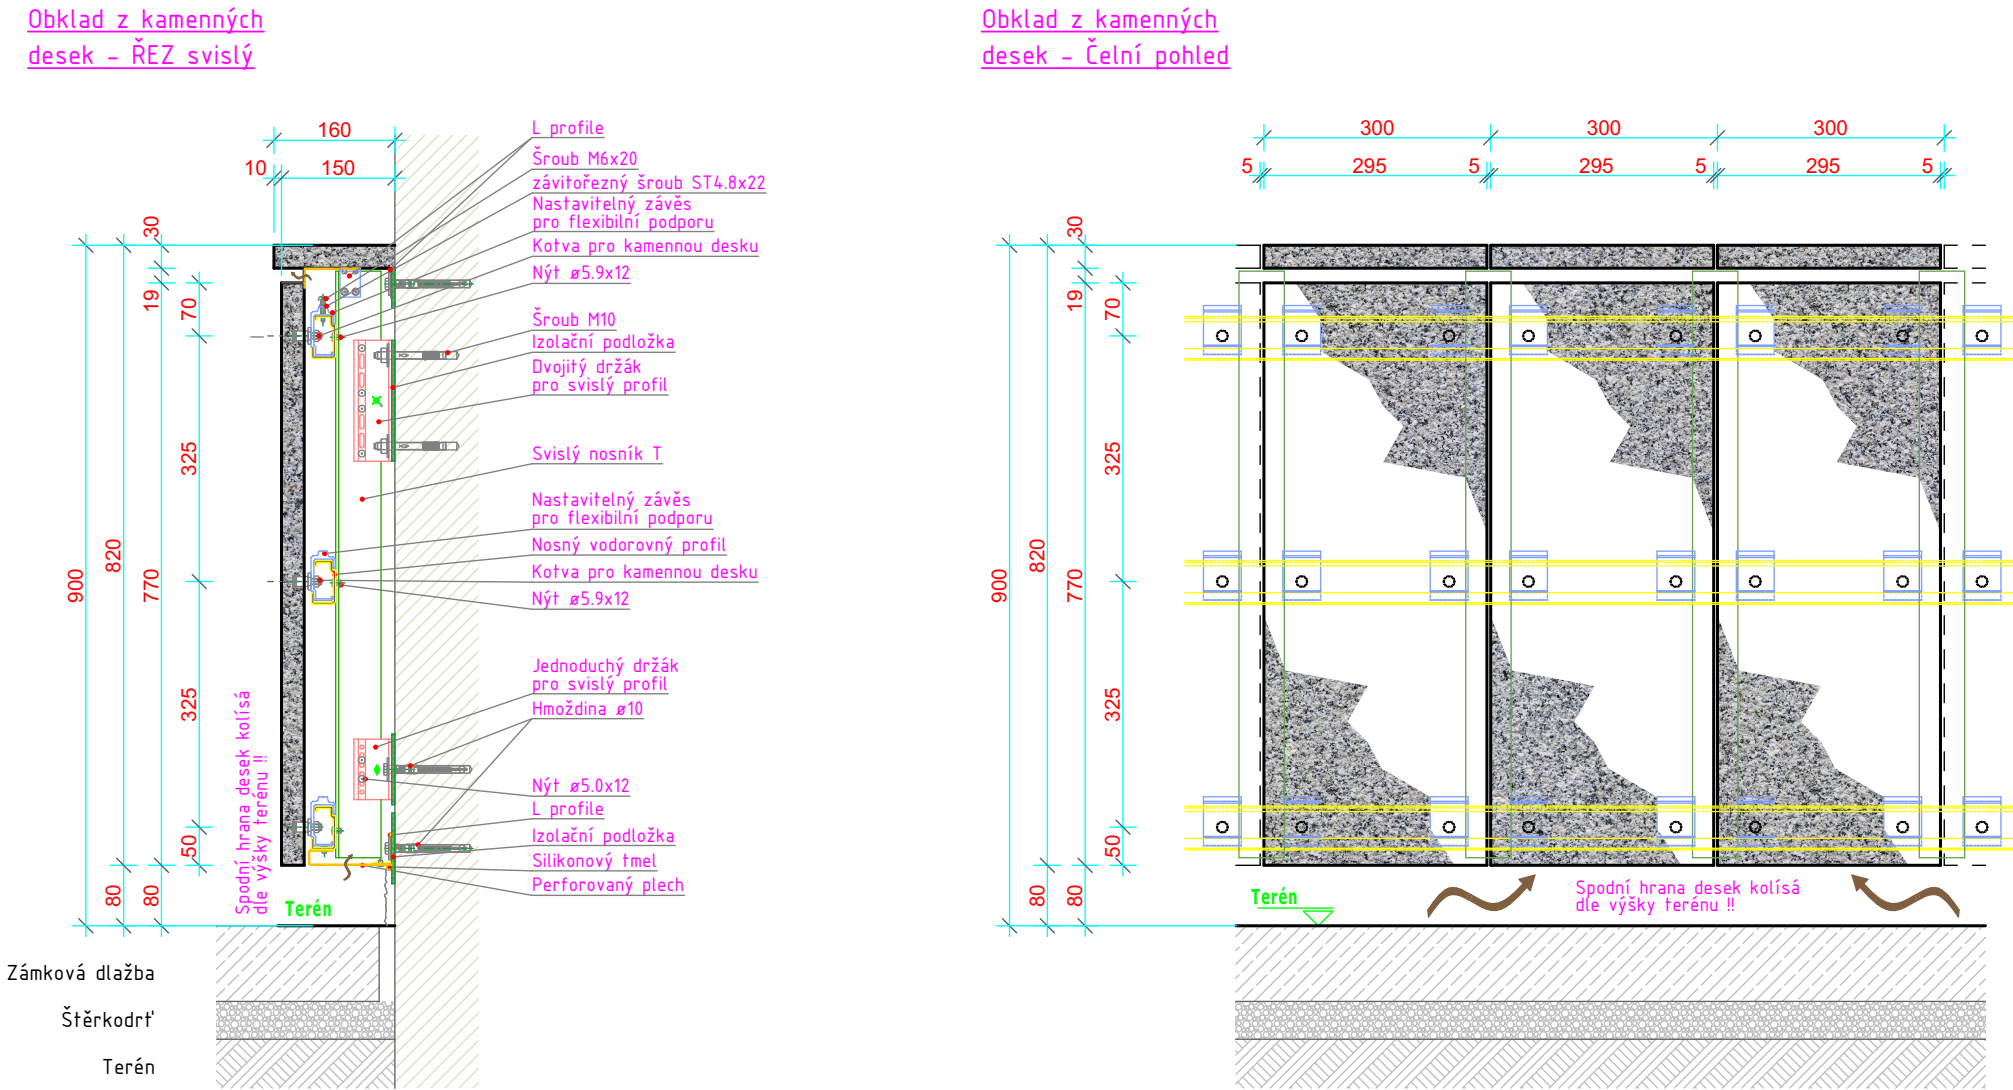 Obklad z kamenných
desek - ŘEZ svislý
160
10
150
30
19
70
325
820
900
770
325
50
80
80
L profile
Šroub M6x20
závitořezný šroub ST4.8x22
Nastavitelný závěs
pro flexibilní podporu
Kotva pro kamennou desku
Nýt ø5.9x12
Šroub M10
Izolační podložka
Dvojitý držák
pro svislý profil
Svislý nosník T
Nastavitelný závěs
pro flexibilní podporu
Nosný vodorovný profil
Kotva pro kamennou desku
Nýt ø5.9x12
Jednoduchý držák
pro svislý profil
Hmoždina ø10
Nýt ø5.0x12
L profile
Izolační podložka
Silikonový tmel
Perforovaný plech
Spodní hrana desek kolísá
dle výšky terénu !!
Terén
Zámková dlažba
Štěrkodrť
Terén
Obklad z kamenných
desek - Čelní pohled
300
300
300
5
295
5
295
5
295
5
30
19
70
325
820
900
770
325
50
80
80
Terén
Spodní hrana desek kolísá
dle výšky terénu !!